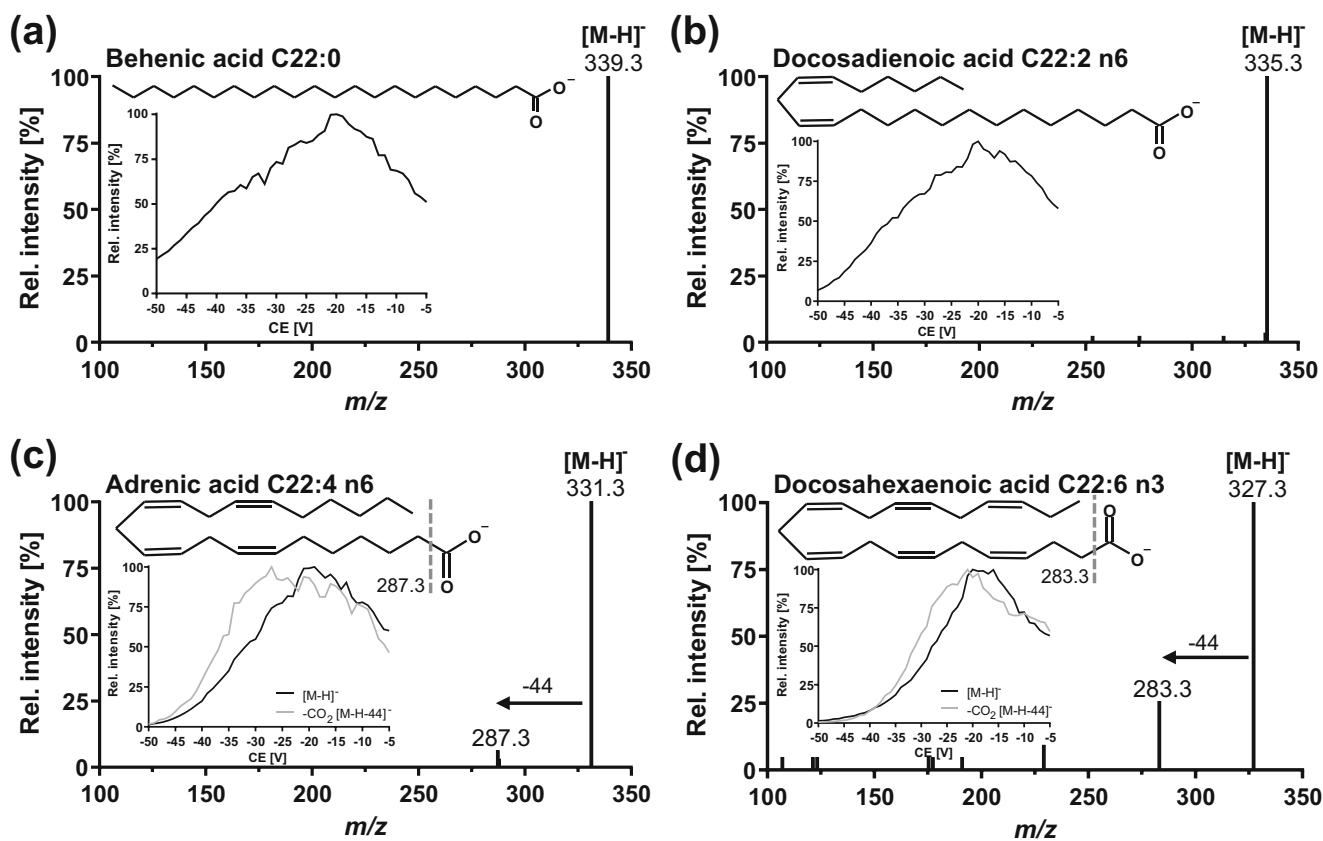 (a)
Behenic acid C22:0
[M-H]⁻
339.3
O⁻
O
Rel. intensity [%]
100
75
50
25
0
100 150 200 250 300 350
m/z
Rel. intensity [%]
100
75
50
25
0
-50 -45 -40 -35 -30 -25 -20 -15 -10 -5
CE [V]
(b)
Docosadienoic acid C22:2 n6
[M-H]⁻
335.3
O⁻
O
Rel. intensity [%]
100
75
50
25
0
100 150 200 250 300 350
m/z
Rel. intensity [%]
100
75
50
25
0
-50 -45 -40 -35 -30 -25 -20 -15 -10 -5
CE [V]
(c)
Adrenic acid C22:4 n6
[M-H]⁻
331.3
O⁻
O
287.3
-44
287.3
Rel. intensity [%]
100
75
50
25
0
100 150 200 250 300 350
m/z
Rel. intensity [%]
100
75
50
25
0
[M-H]⁻
-CO₂ [M-H-44]⁻
-50 -45 -40 -35 -30 -25 -20 -15 -10 -5
CE [V]
(d)
Docosahexaenoic acid C22:6 n3
[M-H]⁻
327.3
O
O⁻
283.3
-44
283.3
Rel. intensity [%]
100
75
50
25
0
100 150 200 250 300 350
m/z
Rel. intensity [%]
100
75
50
25
0
[M-H]⁻
-CO₂ [M-H-44]⁻
-50 -45 -40 -35 -30 -25 -20 -15 -10 -5
CE [V]